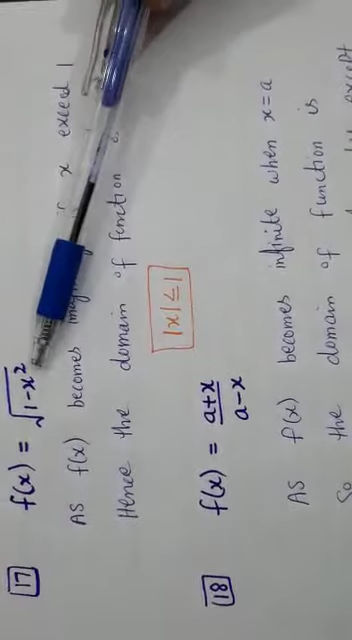 17 f(x) = √1-x²
AS f(x) becomes x exceed 1
Hence the domain of function
|x| ≤ 1
18 f(x) = a+x / a-x
AS f(x) becomes infinite when x = a
So the domain of function is
except